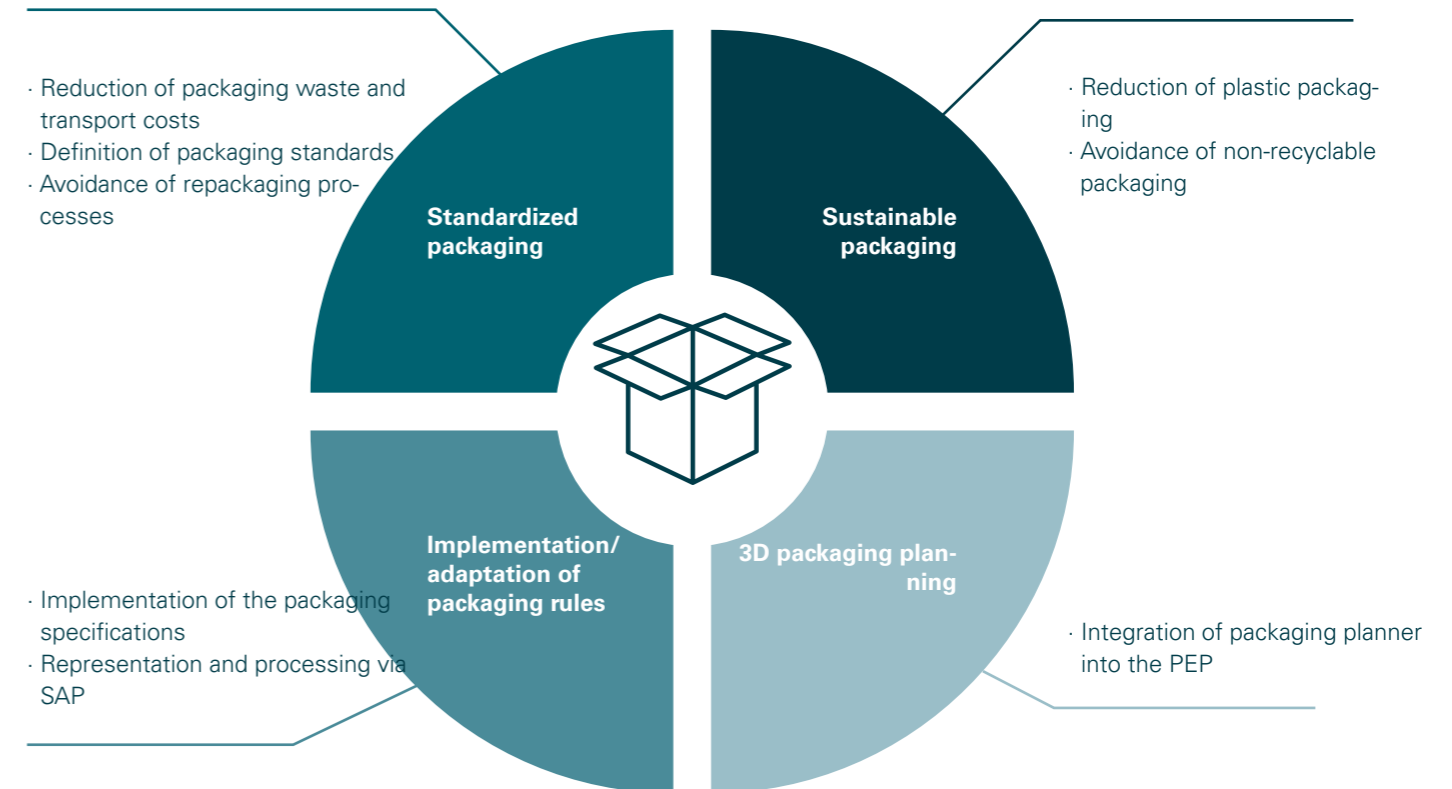 · Reduction of packaging waste and
transport costs
· Definition of packaging standards
· Avoidance of repackaging pro-
cesses
Standardized
packaging
Sustainable
packaging
· Reduction of plastic packag-
ing
· Avoidance of non-recyclable
packaging
· Implementation of the packaging
specifications
· Representation and processing via
SAP
Implementation/
adaptation of
packaging rules
3D packaging plan-
ning
· Integration of packaging planner
into the PEP